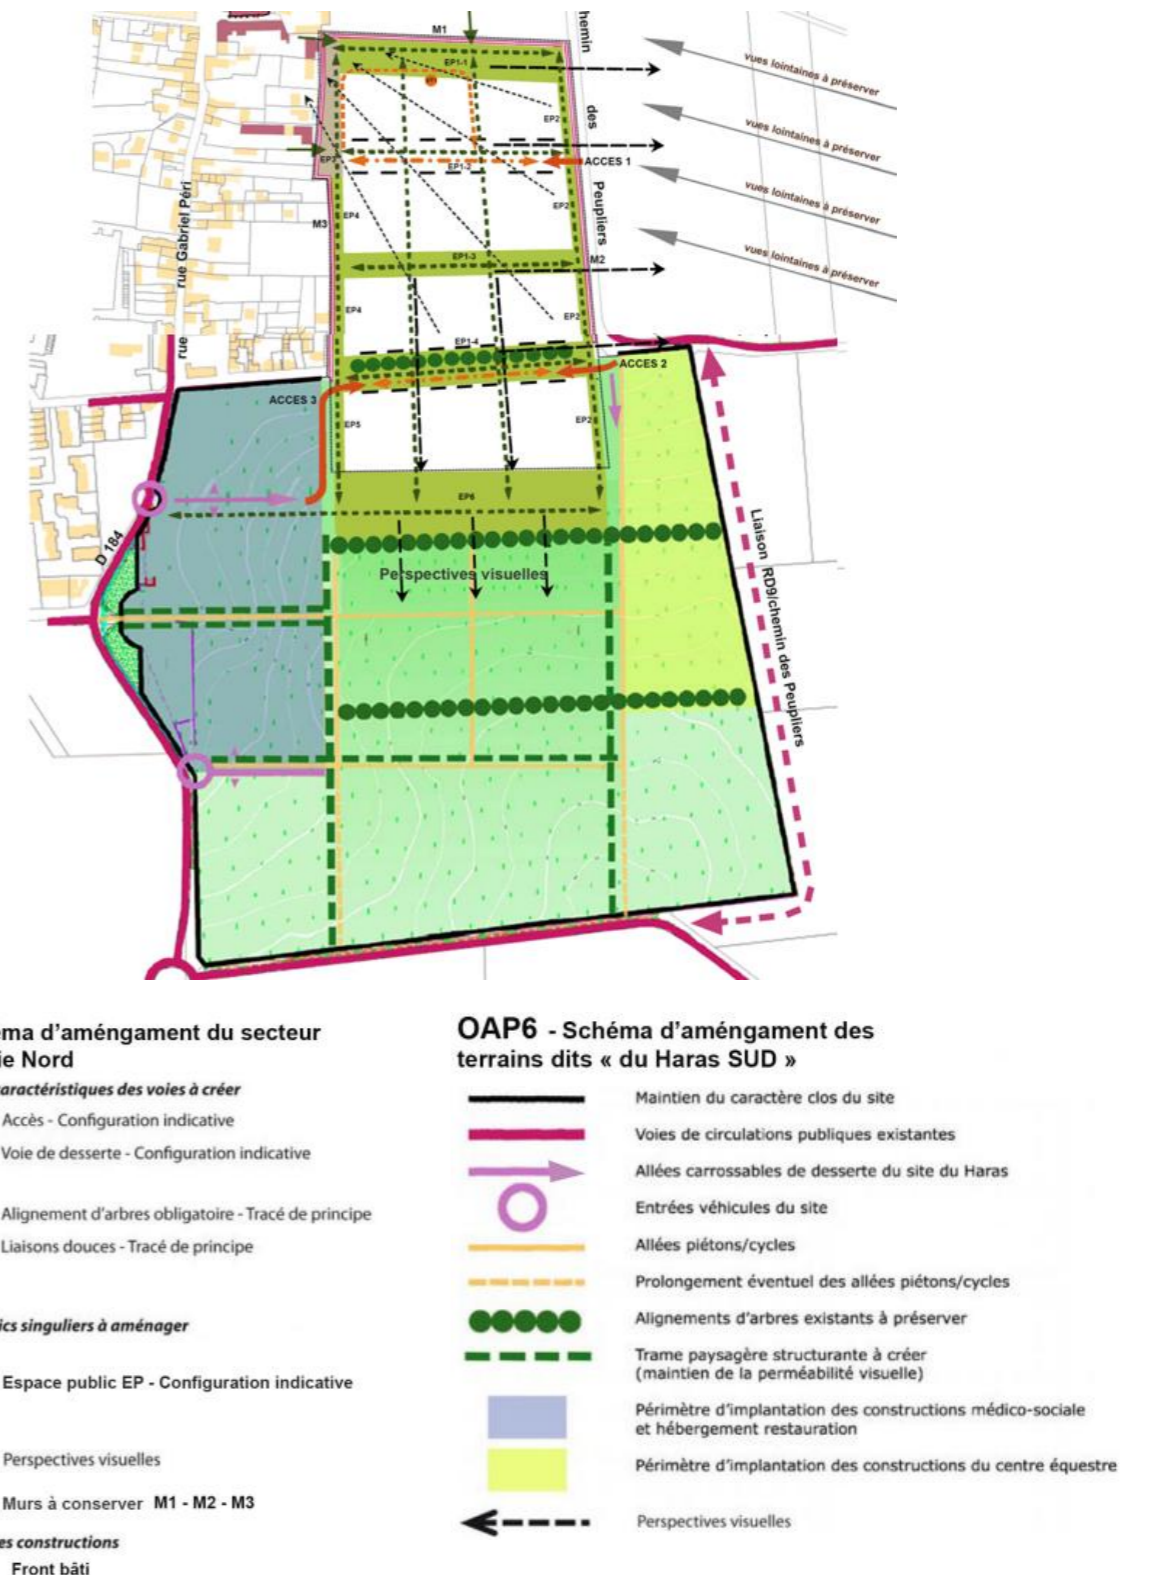 M1
hemin
des
Peupliers
EP1-1
vues lointaines à préserver
vues lointaines à préserver
vues lointaines à préserver
vues lointaines à préserver
EP2
EP3
EP1-2
ACCES 1
EP2
EP4
M3
rue Gabriel Péri
EP1-3
M2
EP4
EP2
rue
EP1-4
ACCES 2
ACCES 3
EP5
EP2
EP6
D 184
Perspectives visuelles
Liaison RD9/chemin des Peupliers
éma d'améngament du secteur
ie Nord
aractéristiques des voies à créer
Accès - Configuration indicative
Voie de desserte - Configuration indicative
Alignement d'arbres obligatoire - Tracé de principe
Liaisons douces - Tracé de principe
ics singuliers à aménager
Espace public EP - Configuration indicative
Perspectives visuelles
Murs à conserver M1 - M2 - M3
es constructions
Front bâti
OAP6 - Schéma d'améngament des
terrains dits « du Haras SUD »
Maintien du caractère clos du site
Voies de circulations publiques existantes
Allées carrossables de desserte du site du Haras
Entrées véhicules du site
Allées piétons/cycles
Prolongement éventuel des allées piétons/cycles
Alignements d'arbres existants à préserver
Trame paysagère structurante à créer
(maintien de la perméabilité visuelle)
Périmètre d'implantation des constructions médico-sociale
et hébergement restauration
Périmètre d'implantation des constructions du centre équestre
Perspectives visuelles